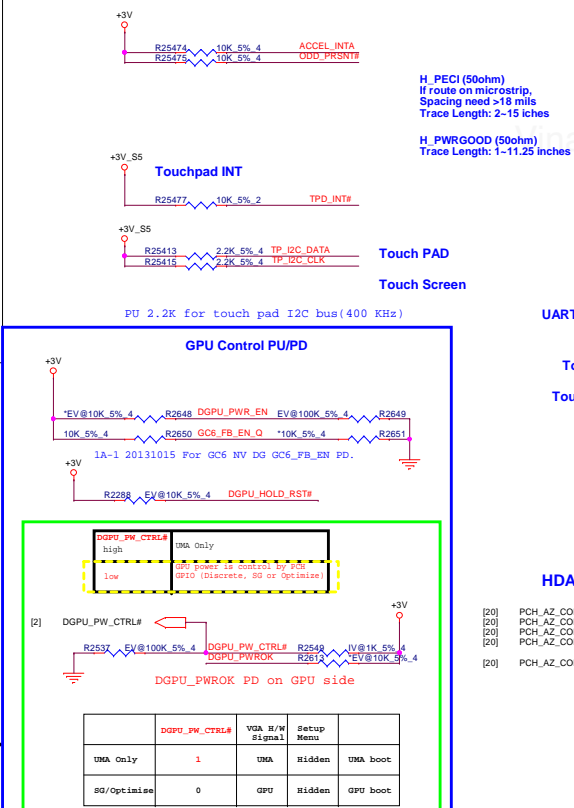 +3V
R25474 10K_5%_4 ACCEL_INTA
R25475 10K_5%_4 ODD_PRSNT#
H_PECI (50ohm)
If route on microstrip,
Spacing need >18 mils
Trace Length: 2~15 iches
H_PWRGOOD (50ohm)
Trace Length: 1~11.25 inches
+3V_S5
Touchpad INT
R25477 10K_5%_2 TPD_INT#
+3V_S5
R25413 2.2K_5%_4 TP_I2C_DATA
R25415 2.2K_5%_4 TP_I2C_CLK
Touch PAD
Touch Screen
PU 2.2K for touch pad I2C bus(400 KHz)
UART
To
Tou
GPU Control PU/PD
+3V
*EV@10K_5%_4 R2648 DGPU_PWR_EN EV@100K_5%_4 R2649
10K_5%_4 R2650 GC6_FB_EN_Q *10K_5%_4 R2651
1A-1 20131015 For GC6 NV DG GC6_FB_EN PD.
+3V
R2288 EV@10K_5%_4 DGPU_HOLD_RST#
DGPU_PW_CTRL#
high UMA Only
low GPU power is control by PCH
GPIO (Discrete, SG or Optimize)
HDA
+3V
[2] DGPU_PW_CTRL#
R2537 EV@100K_5%_4 DGPU_PW_CTRL# R2549 IV@1K_5%_4
DGPU_PWROK R2613 *EV@10K_5%_4
DGPU_PWROK PD on GPU side
[20] PCH_AZ_CO
[20] PCH_AZ_CO
[20] PCH_AZ_CO
[20] PCH_AZ_CO
[20] PCH_AZ_CO
DGPU_PW_CTRL# VGA H/W Signal Setup Menu
UMA Only 1 UMA Hidden UMA boot
SG/Optimise 0 GPU Hidden GPU boot